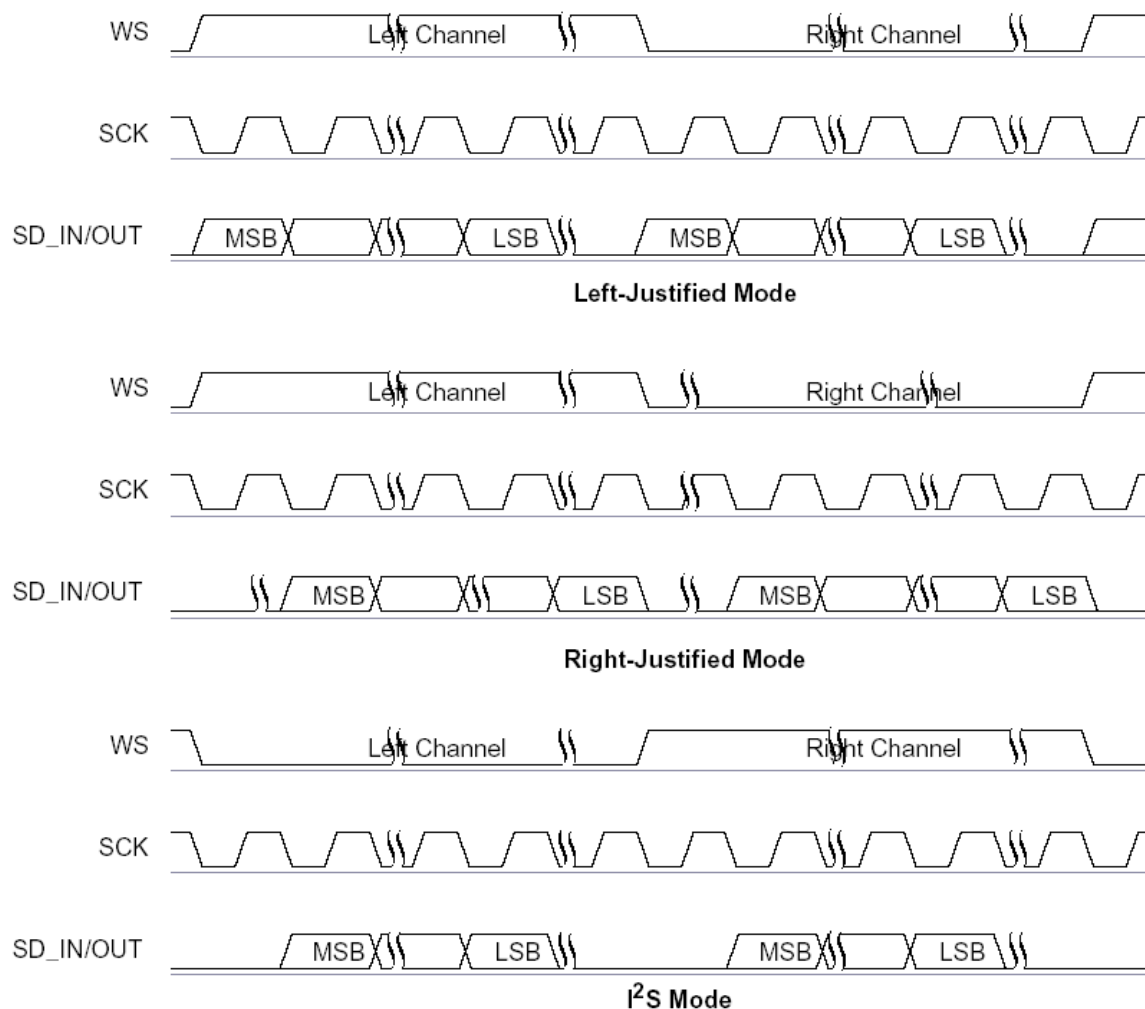 WS Left Channel Right Channel
SCK
SD_IN/OUT MSB LSB MSB LSB
Left-Justified Mode
WS Left Channel Right Channel
SCK
SD_IN/OUT MSB LSB MSB LSB
Right-Justified Mode
WS Left Channel Right Channel
SCK
SD_IN/OUT MSB LSB MSB LSB
I²S Mode